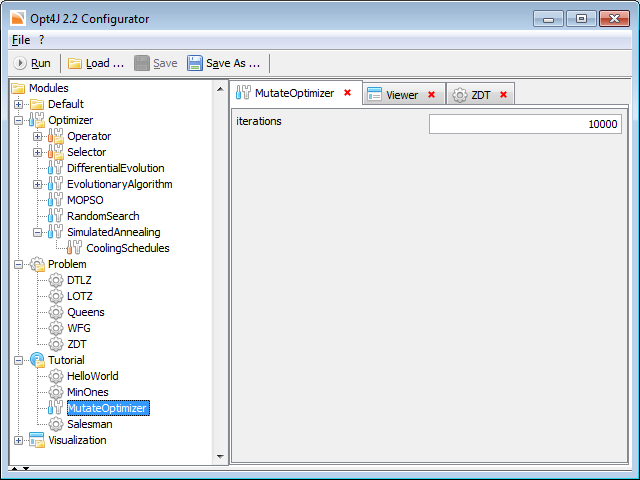 Opt4J 2.2 Configurator
File ?
Run Load ... Save Save As ...
Modules
Default
Optimizer
Operator
Selector
DifferentialEvolution
EvolutionaryAlgorithm
MOPSO
RandomSearch
SimulatedAnnealing
CoolingSchedules
Problem
DTLZ
LOTZ
Queens
WFG
ZDT
Tutorial
HelloWorld
MinOnes
MutateOptimizer
Salesman
Visualization
MutateOptimizer Viewer ZDT
iterations 10000